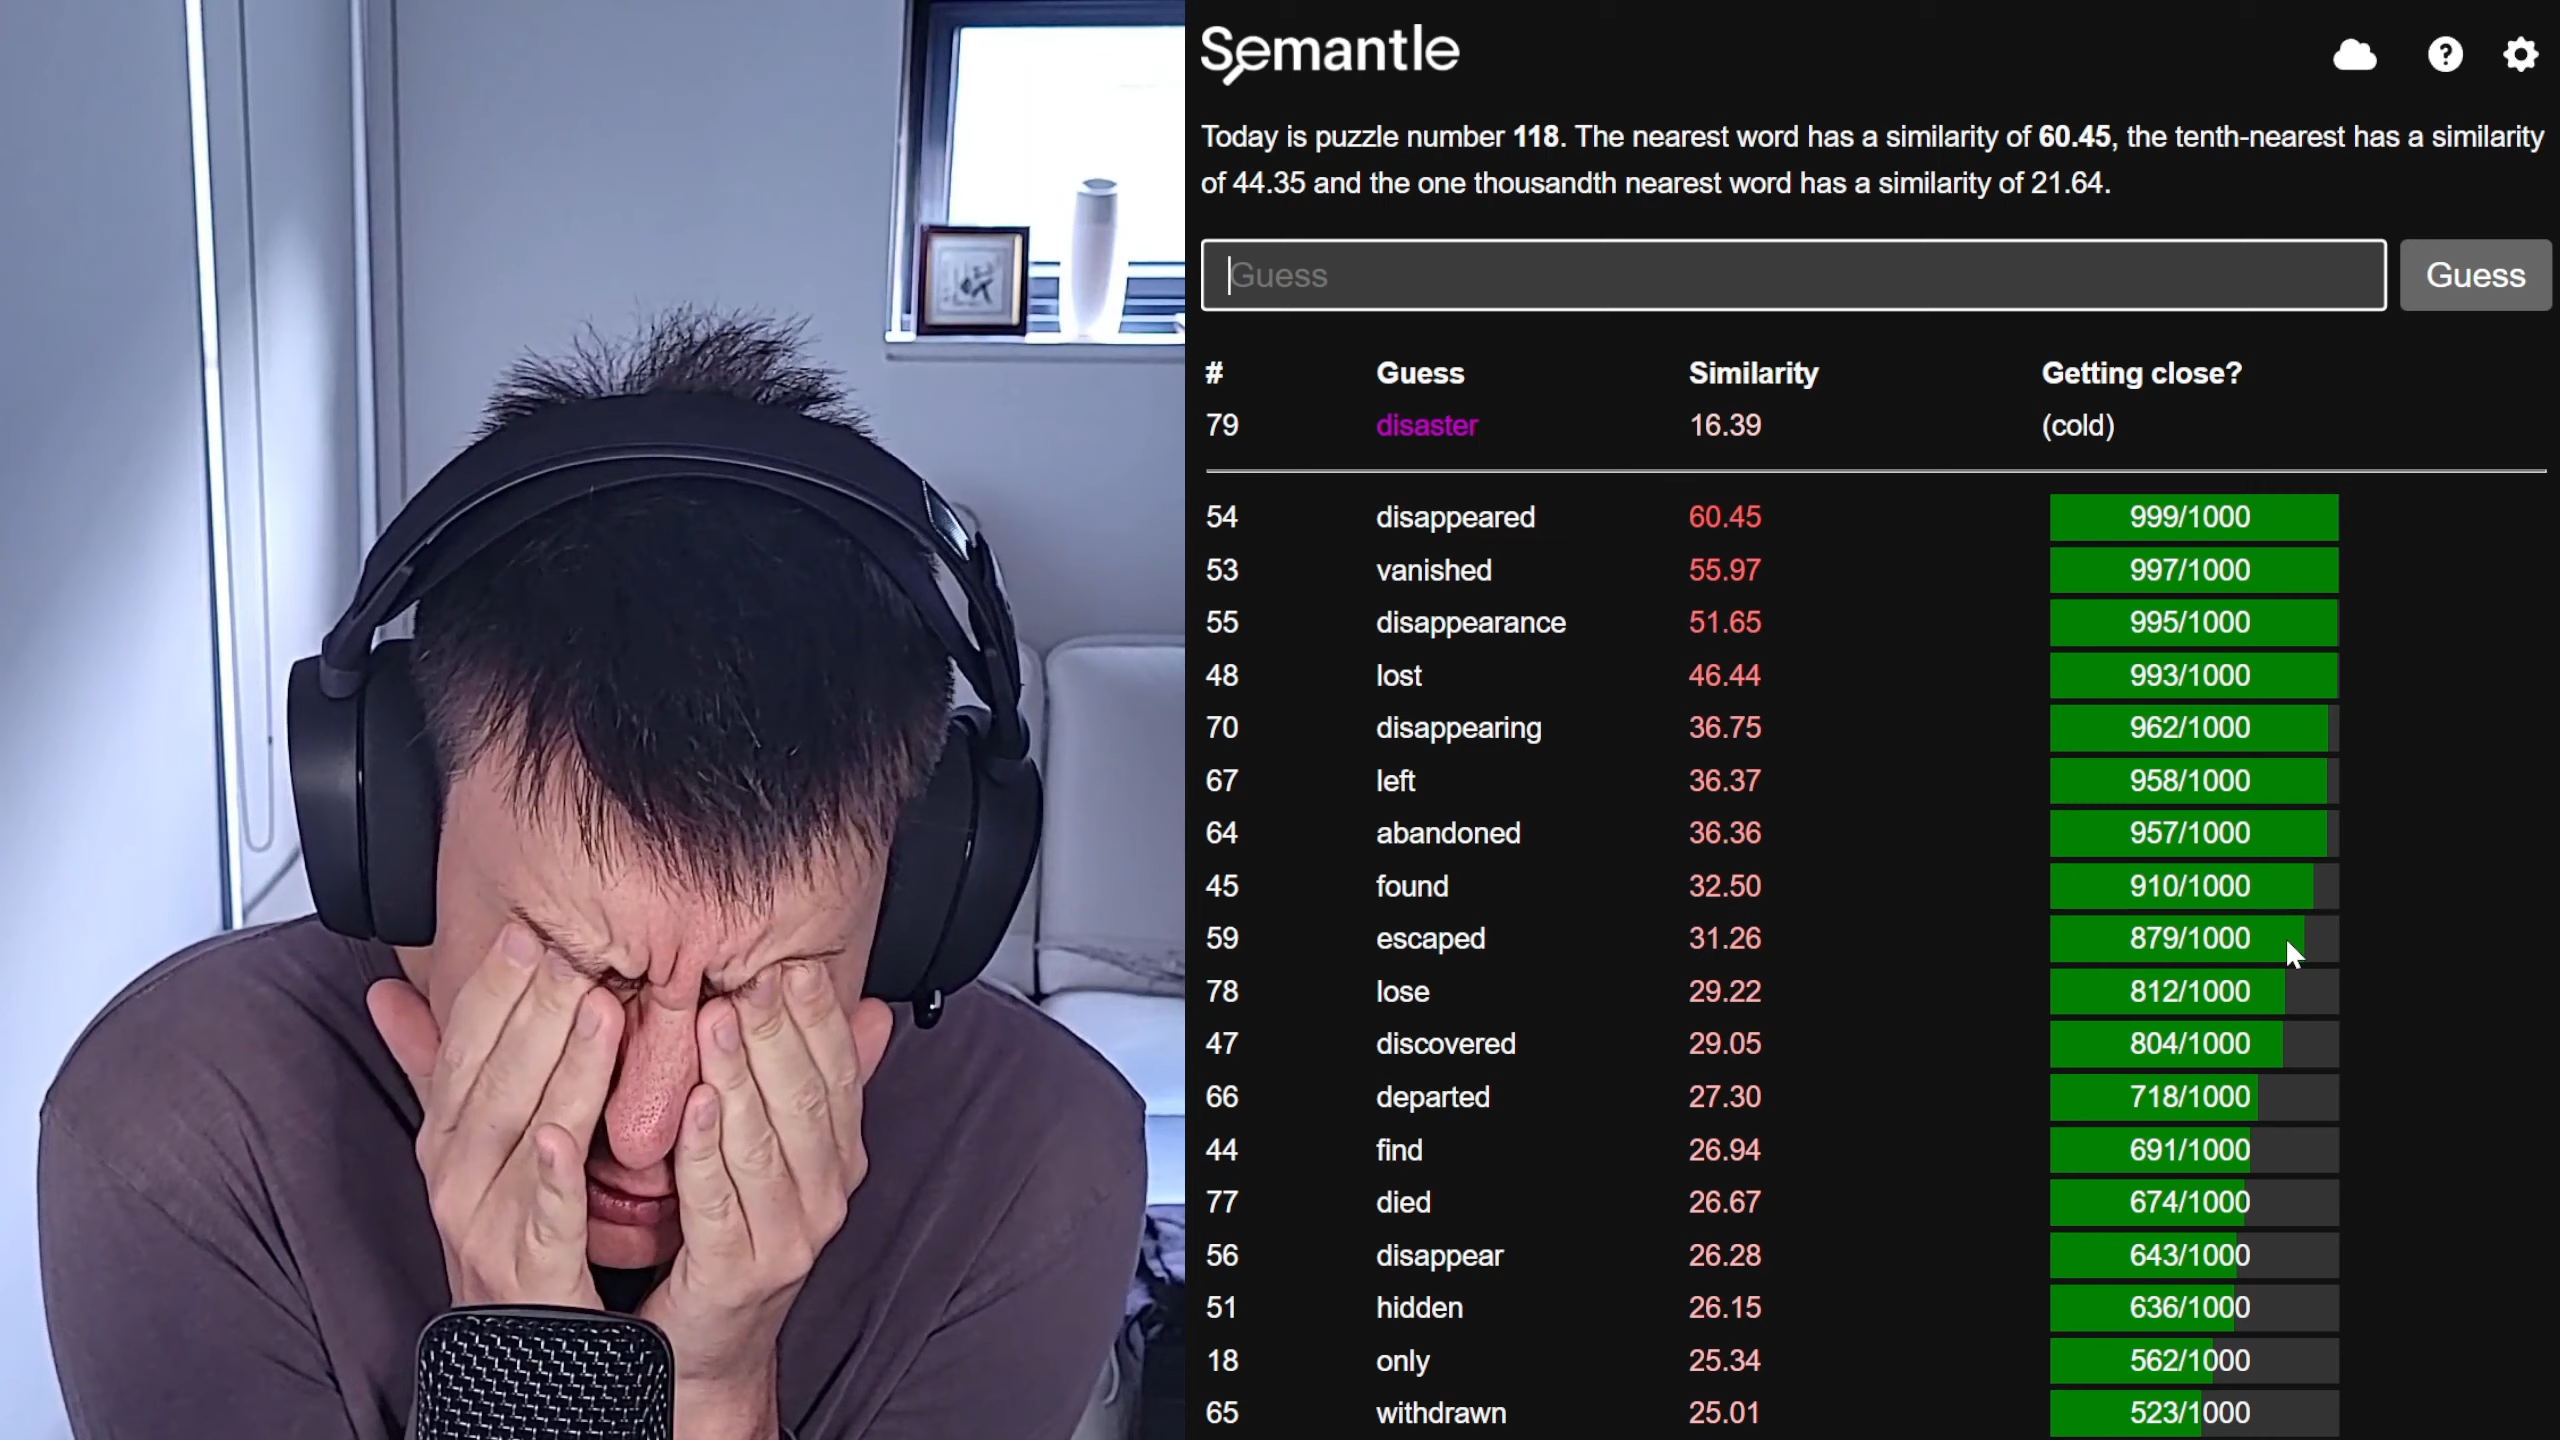 Semantle
Today is puzzle number 118. The nearest word has a similarity of 60.45, the tenth-nearest has a similarity
of 44.35 and the one thousandth nearest word has a similarity of 21.64.
Guess Guess
# Guess Similarity Getting close?
79 disaster 16.39 (cold)
54 disappeared 60.45 999/1000
53 vanished 55.97 997/1000
55 disappearance 51.65 995/1000
48 lost 46.44 993/1000
70 disappearing 36.75 962/1000
67 left 36.37 958/1000
64 abandoned 36.36 957/1000
45 found 32.50 910/1000
59 escaped 31.26 879/1000
78 lose 29.22 812/1000
47 discovered 29.05 804/1000
66 departed 27.30 718/1000
44 find 26.94 691/1000
77 died 26.67 674/1000
56 disappear 26.28 643/1000
51 hidden 26.15 636/1000
18 only 25.34 562/1000
65 withdrawn 25.01 523/1000